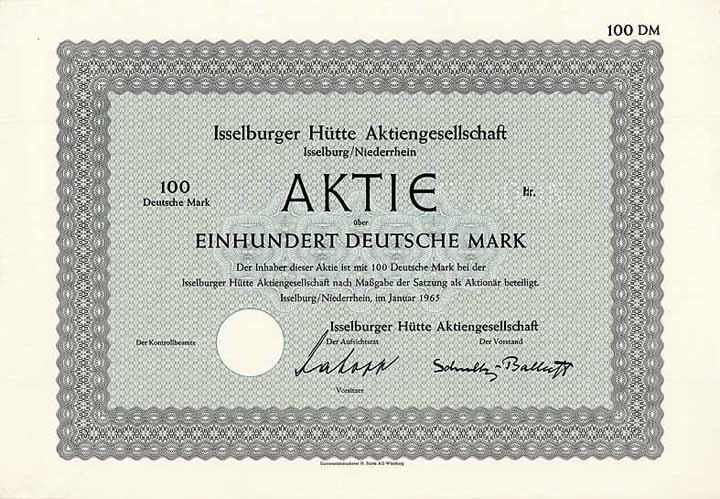 100 DM
Isselburger Hütte Aktiengesellschaft
Isselburg/Niederrhein
100
Deutsche Mark
AKTIE
Nr.
über
EINHUNDERT DEUTSCHE MARK
Der Inhaber dieser Aktie ist mit 100 Deutsche Mark bei der
Isselburger Hütte Aktiengesellschaft nach Maßgabe der Satzung als Aktionär beteiligt.
Isselburg/Niederrhein, im Januar 1965
Isselburger Hütte Aktiengesellschaft
Der Kontrollbeamte
Der Aufsichtsrat
Der Vorstand
Vorsitzer